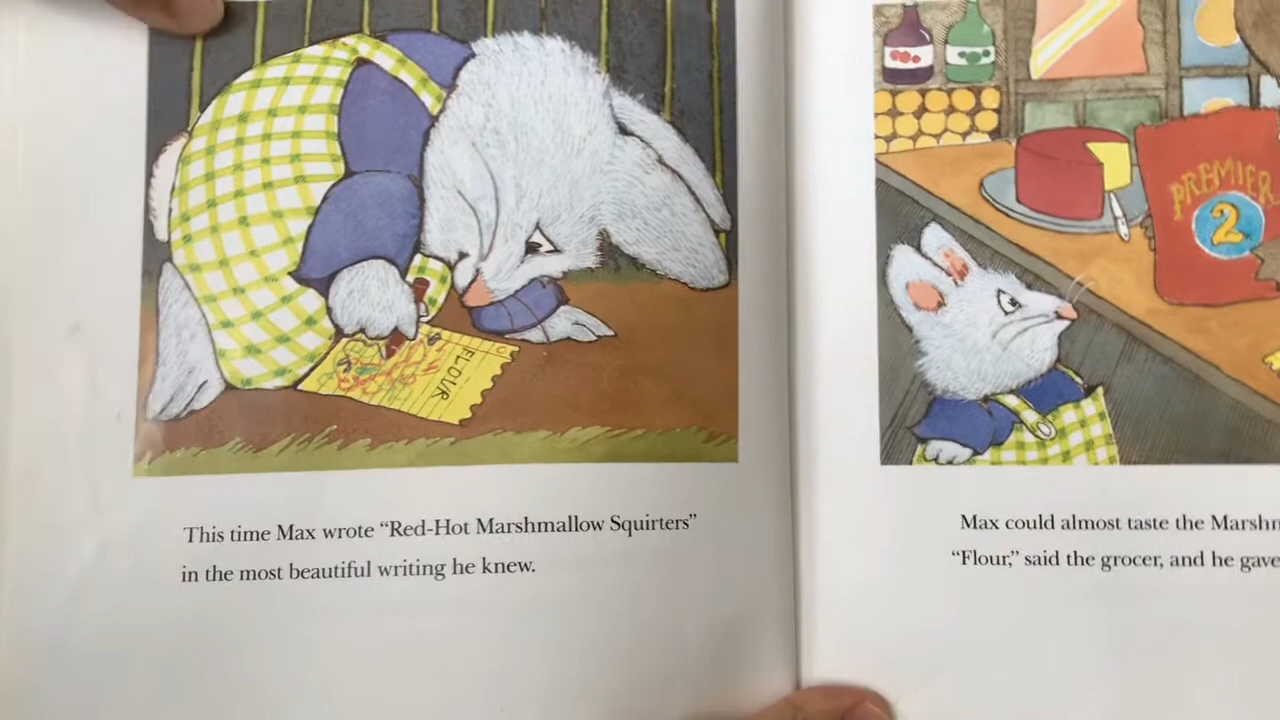 FLOUR
This time Max wrote “Red-Hot Marshmallow Squirters”
in the most beautiful writing he knew.
PREMIER
2
Max could almost taste the
“Flour,” said the grocer, and he gave